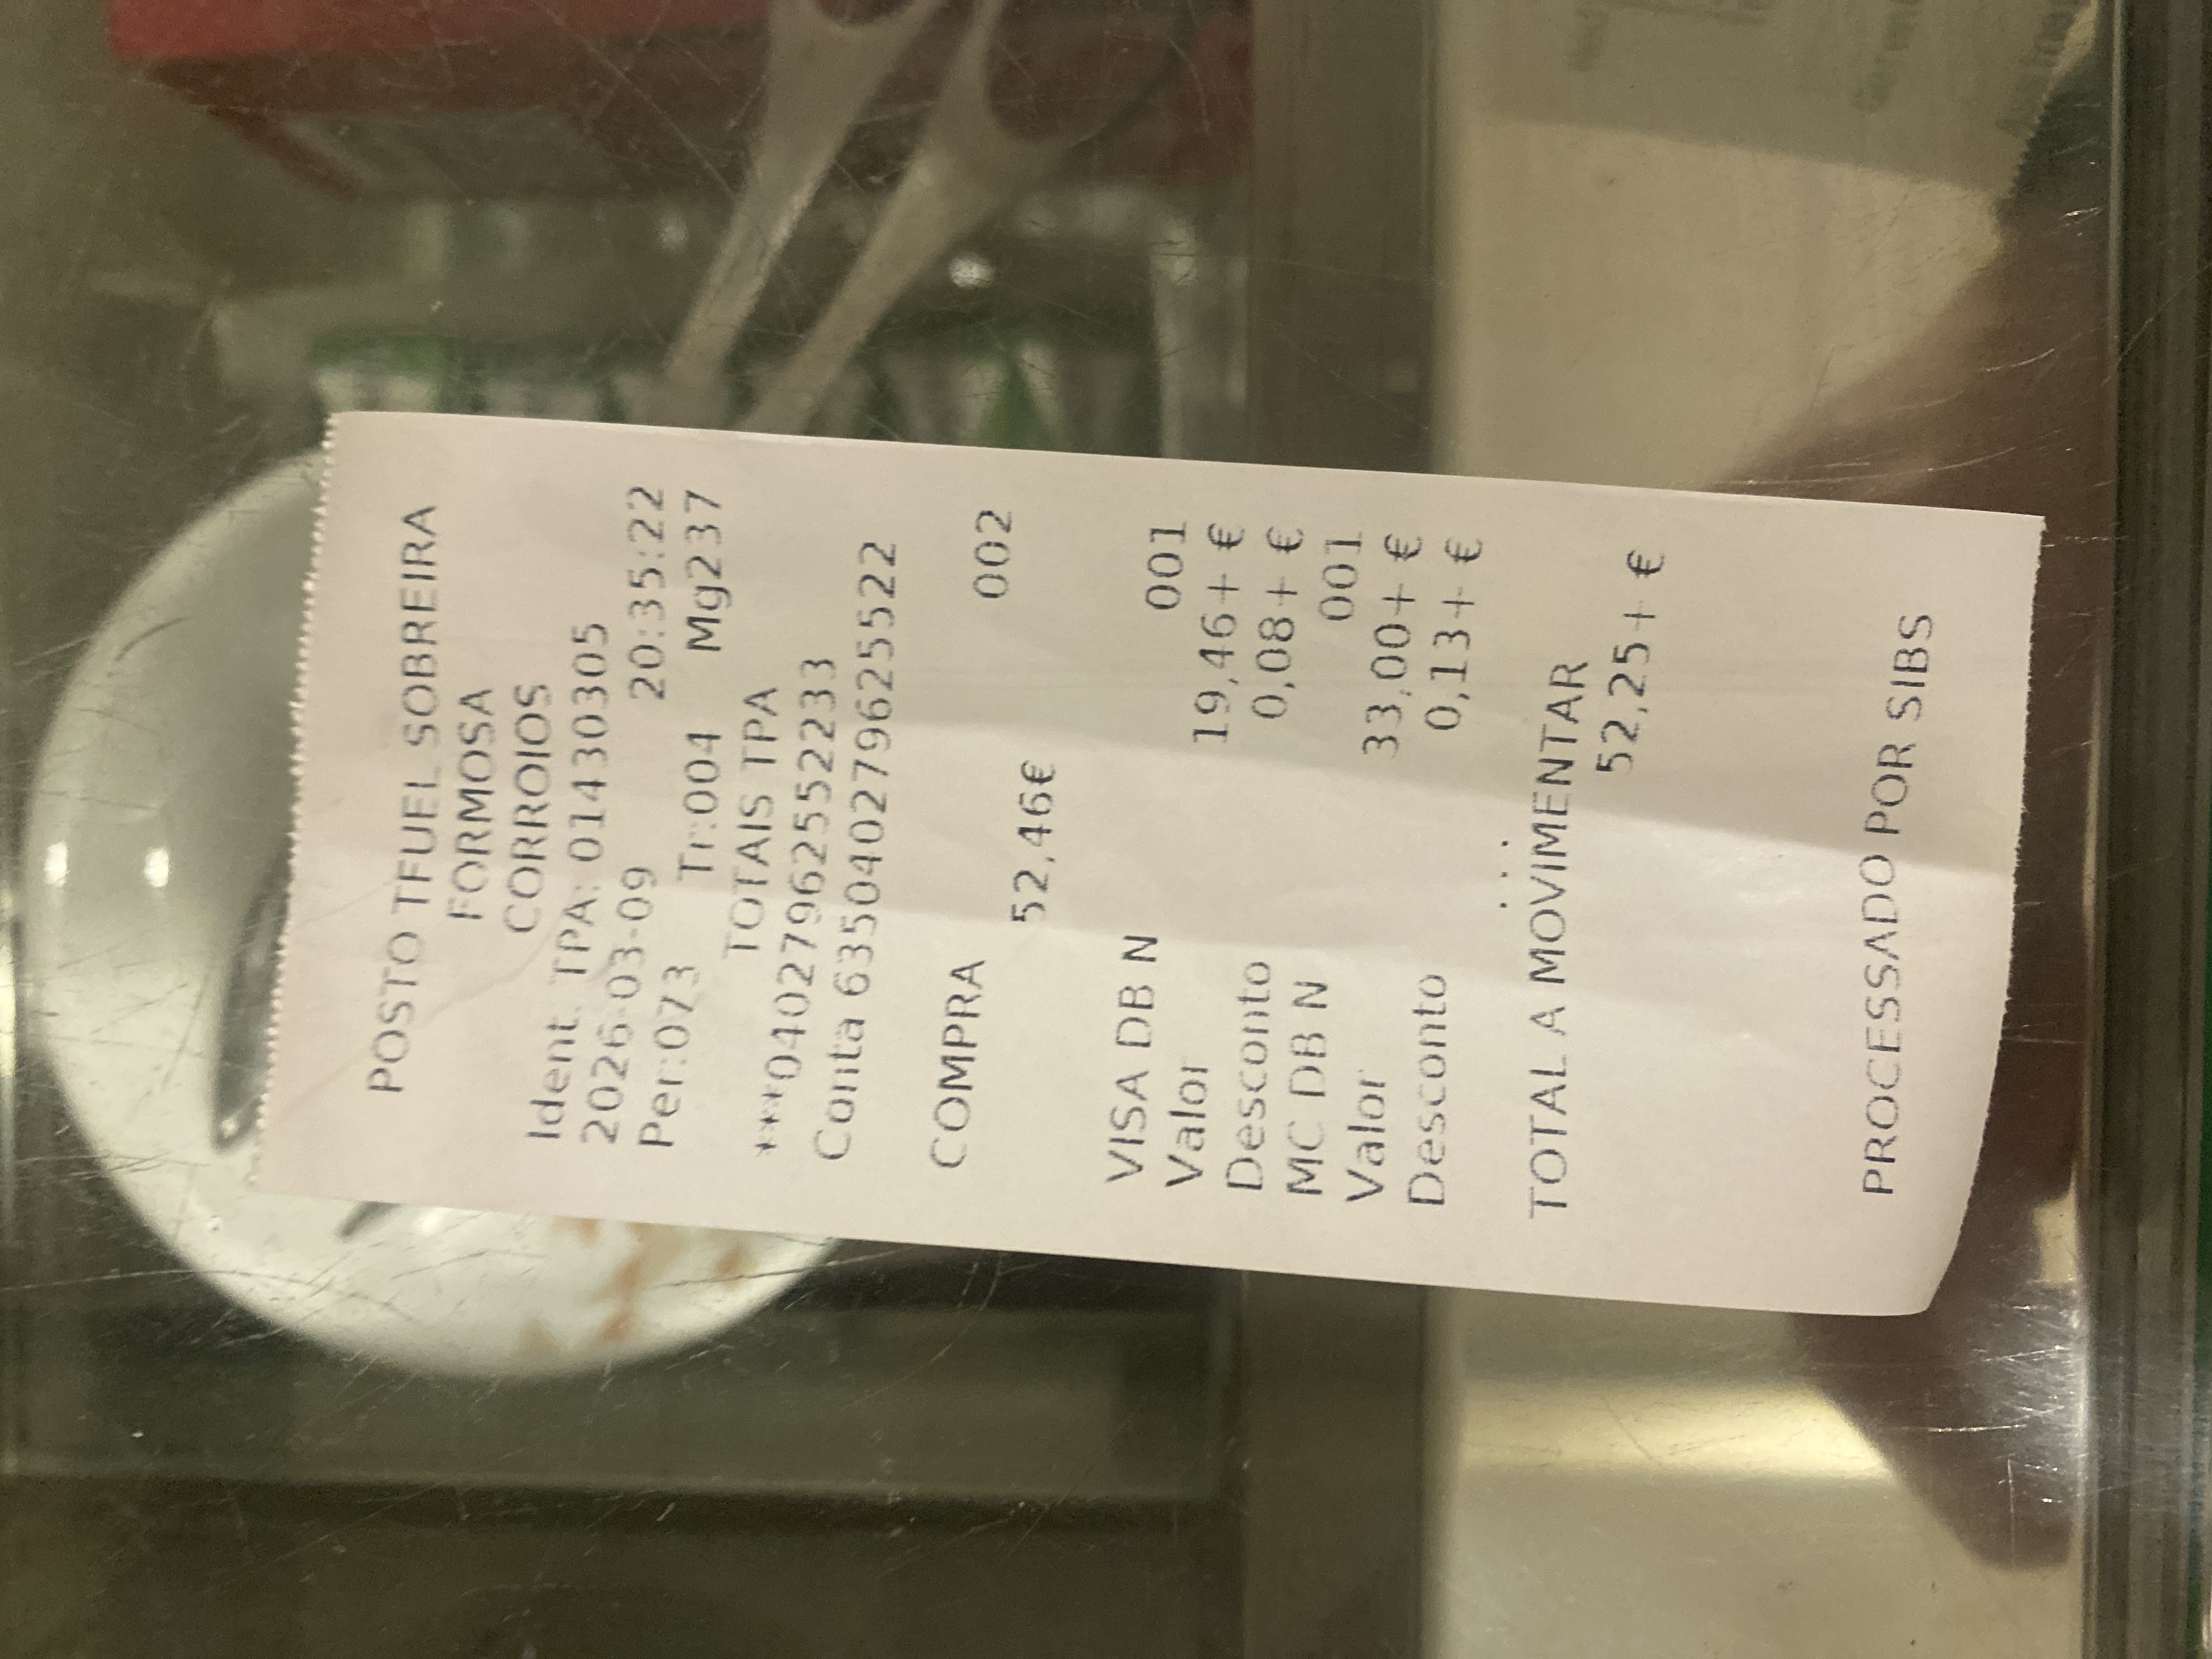 POSTO TFUEL SOBREIRA
FORMOSA
CORROIOS
Ident. TPA: 01430305
2026-03-09 20:35:22
Per:073 Tr:004 Mg237
TOTAIS TPA
***0402796255​2233
Conta 6350402796255522
COMPRA 002
52,46€
VISA DB N 001
Valor 19,46+ €
Desconto 0,08+ €
MC DB N 001
Valor 33,00+ €
Desconto 0,13+ €
...
TOTAL A MOVIMENTAR
52,25+ €
PROCESSADO POR SIBS